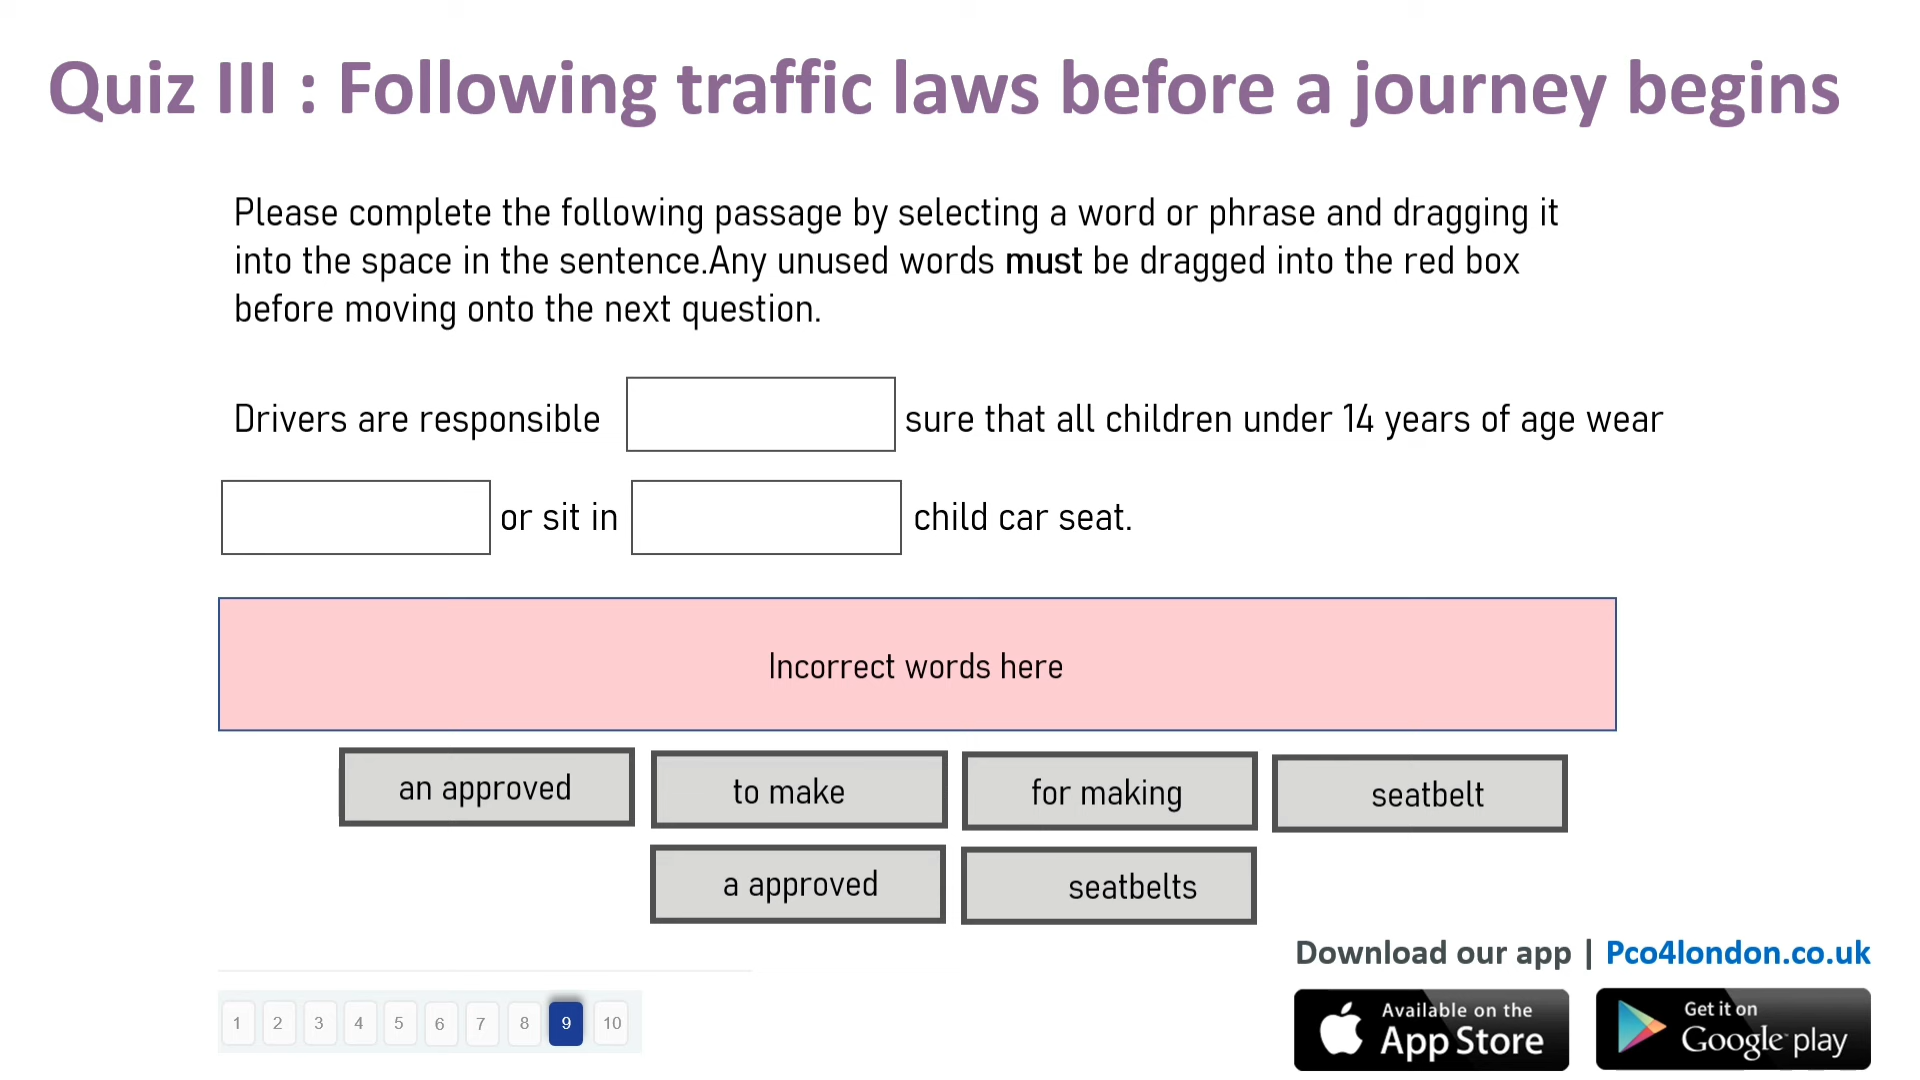 Quiz III : Following traffic laws before a journey begins
Please complete the following passage by selecting a word or phrase and dragging it
into the space in the sentence.Any unused words must be dragged into the red box
before moving onto the next question.
Drivers are responsible sure that all children under 14 years of age wear
or sit in child car seat.
Incorrect words here
an approved to make for making seatbelt
a approved seatbelts
Download our app | Pco4london.co.uk
1 2 3 4 5 6 7 8 9 10
Available on the
App Store
Get it on
Google play